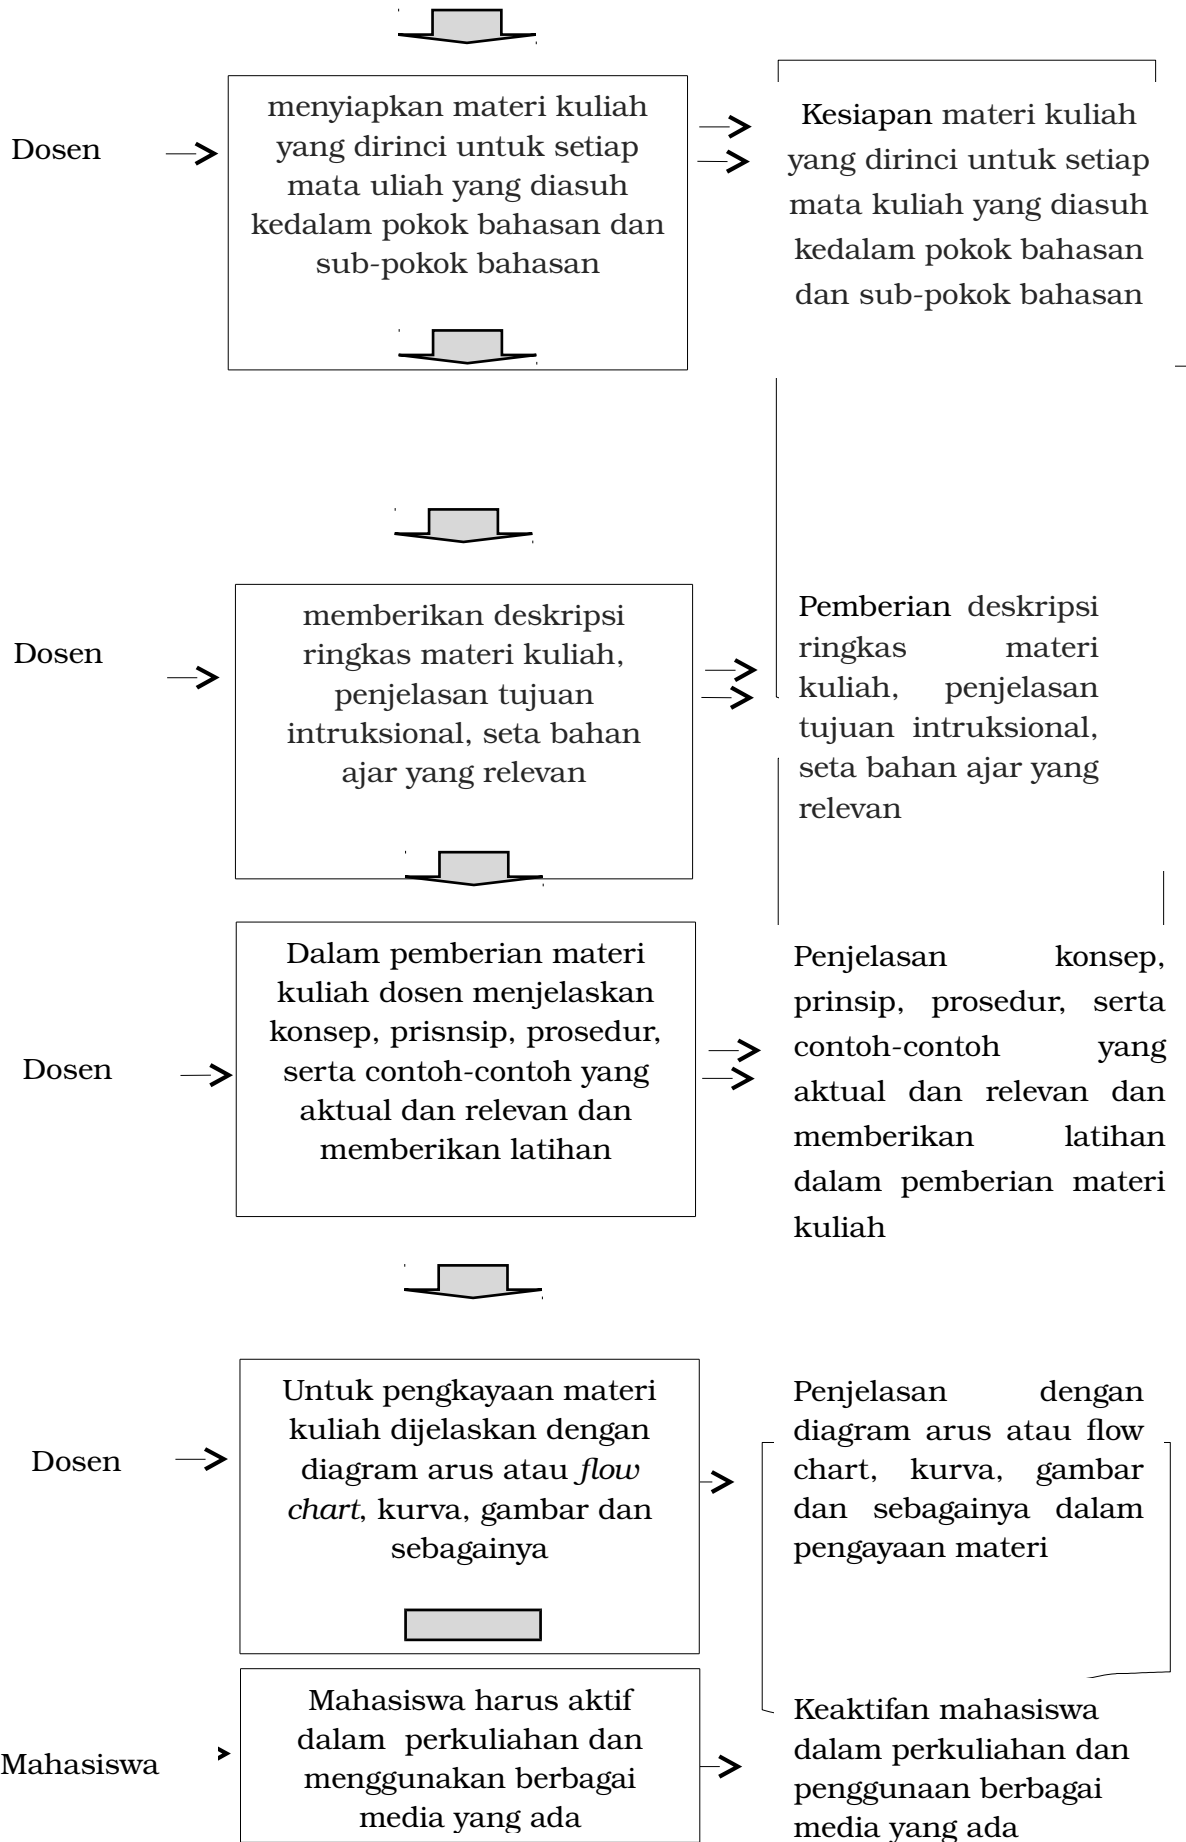 Dosen
menyiapkan materi kuliah
yang dirinci untuk setiap
mata uliah yang diasuh
kedalam pokok bahasan dan
sub-pokok bahasan
Kesiapan materi kuliah
yang dirinci untuk setiap
mata kuliah yang diasuh
kedalam pokok bahasan
dan sub-pokok bahasan
Dosen
memberikan deskripsi
ringkas materi kuliah,
penjelasan tujuan
intruksional, seta bahan
ajar yang relevan
Pemberian deskripsi
ringkas materi
kuliah, penjelasan
tujuan intruksional,
seta bahan ajar yang
relevan
Dosen
Dalam pemberian materi
kuliah dosen menjelaskan
konsep, prisnsip, prosedur,
serta contoh-contoh yang
aktual dan relevan dan
memberikan latihan
Penjelasan konsep,
prinsip, prosedur, serta
contoh-contoh yang
aktual dan relevan dan
memberikan latihan
dalam pemberian materi
kuliah
Dosen
Untuk pengkayaan materi
kuliah dijelaskan dengan
diagram arus atau flow
chart, kurva, gambar dan
sebagainya
Penjelasan dengan
diagram arus atau flow
chart, kurva, gambar
dan sebagainya dalam
pengayaan materi
Mahasiswa
Mahasiswa harus aktif
dalam perkuliahan dan
menggunakan berbagai
media yang ada
Keaktifan mahasiswa
dalam perkuliahan dan
penggunaan berbagai
media yang ada